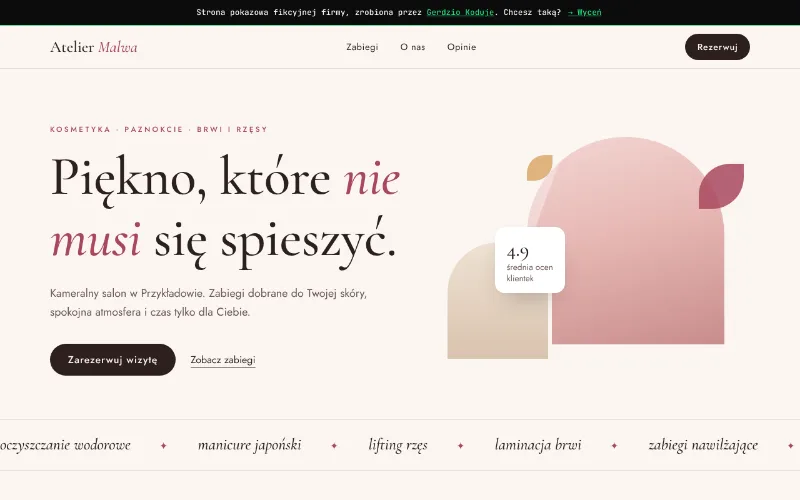 Strona pokazowa fikcyjnej firmy, zrobiona przez Gerdzio Koduje. Chcesz taką? → Wyceń
Atelier Malwa
Zabiegi
O nas
Opinie
Rezerwuj
KOSMETYKA · PAZNOKCIE · BRWI I RZĘSY
Piękno, które nie
musi się spieszyć.
Kameralny salon w Przykładowie. Zabiegi dobrane do Twojej skóry,
spokojna atmosfera i czas tylko dla Ciebie.
Zarezerwuj wizytę
Zobacz zabiegi
4.9
średnia ocen
klientek
oczyszczanie wodorowe ✦ manicure japoński ✦ lifting rzęs ✦ laminacja brwi ✦ zabiegi nawilżające ✦